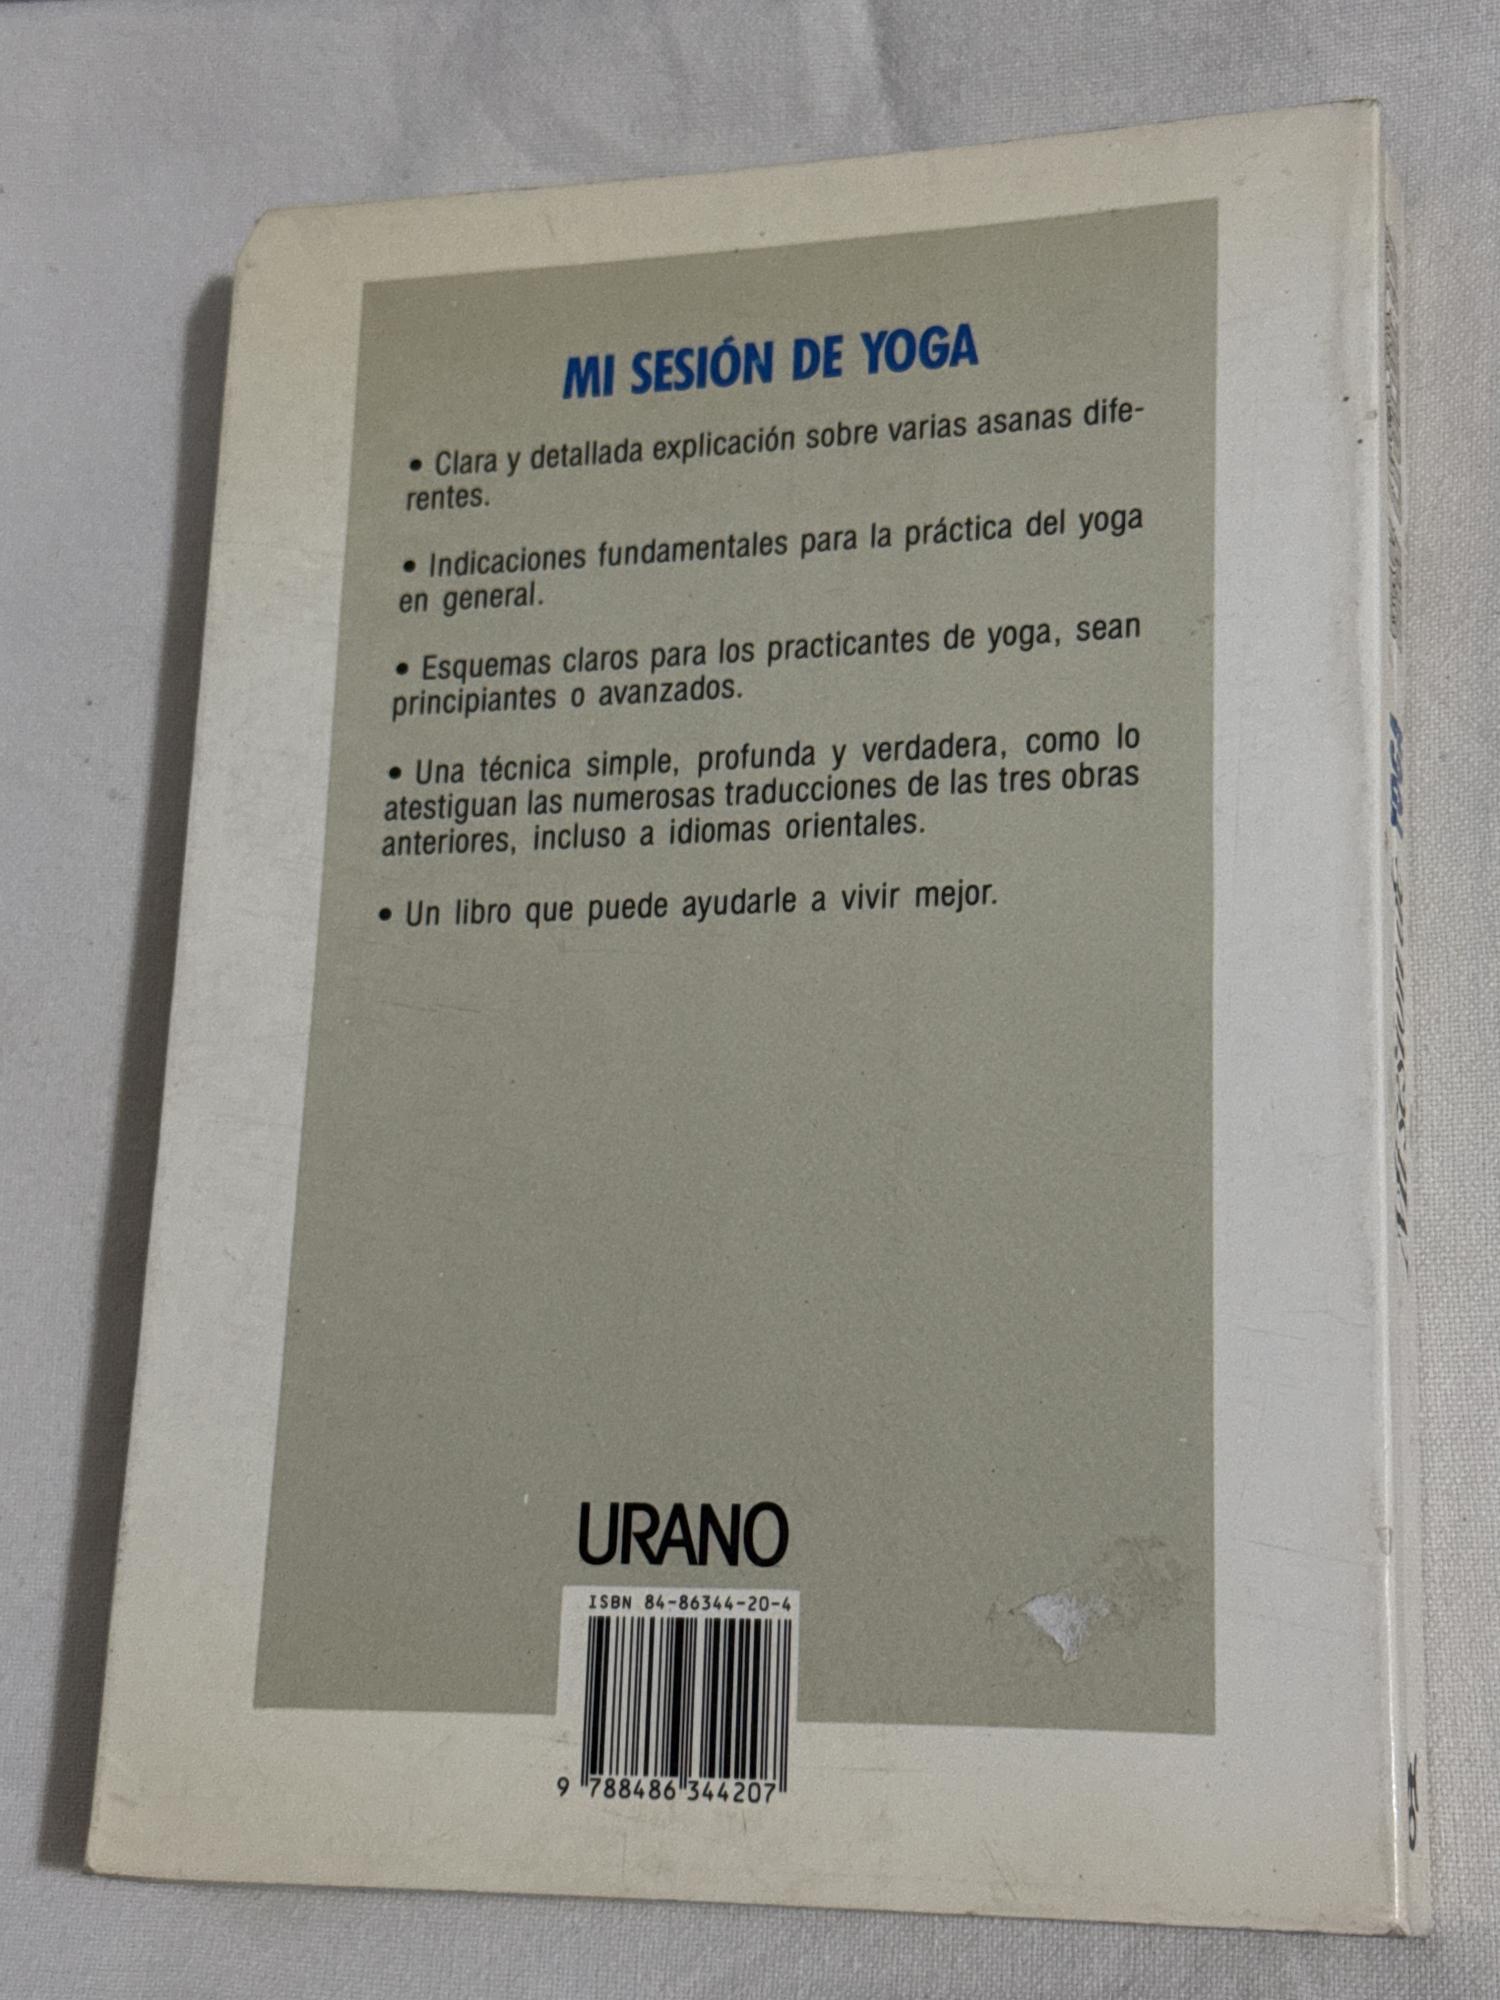 MI SESIÓN DE YOGA
• Clara y detallada explicación sobre varias asanas dife-
rentes.
• Indicaciones fundamentales para la práctica del yoga
en general.
• Esquemas claros para los practicantes de yoga, sean
principiantes o avanzados.
• Una técnica simple, profunda y verdadera, como lo
atestiguan las numerosas traducciones de las tres obras
anteriores, incluso a idiomas orientales.
• Un libro que puede ayudarle a vivir mejor.
URANO
ISBN 84-86344-20-4
9 788486 344207